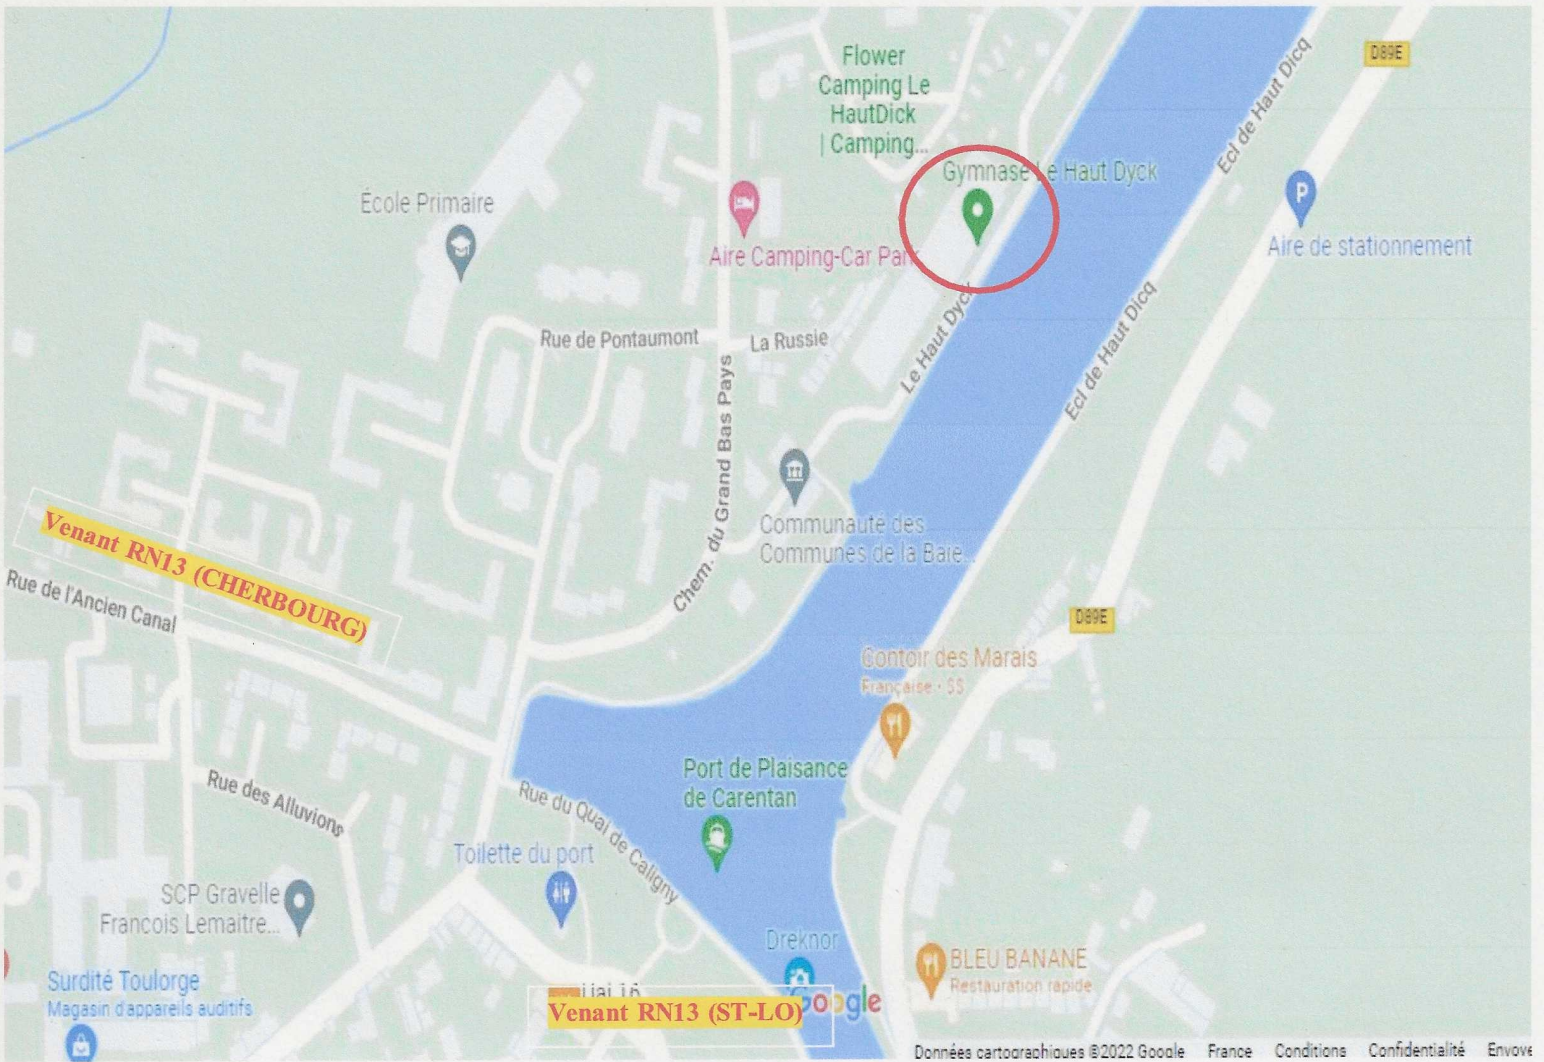 D89E
Flower
Camping Le
HautDick
| Camping...
Ecl de Haut Dicq
Gymnase Le Haut Dyck
École Primaire
Aire Camping-Car Park
Aire de stationnement
Rue de Pontaumont
La Russie
Le Haut Dyck
Ecl de Haut Dicq
Chem. du Grand Bas Pays
Venant RN13 (CHERBOURG)
Communauté des
Communes de la Baie...
Rue de l'Ancien Canal
D89E
Contoir des Marais
Française · $$
Port de Plaisance
de Carentan
Rue des Alluvions
Rue du Quai de Caligny
Toilette du port
SCP Gravelle
Francois Lemaitre...
Dreknor
BLEU BANANE
Restauration rapide
Surdité Toulorge
Magasin d'appareils auditifs
Venant RN13 (ST-LO)
Google
Données cartographiques ©2022 Google France Conditions Confidentialité Envoye
P